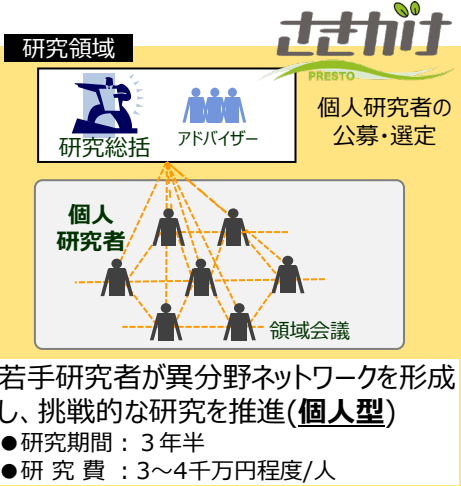 さきがけ
PRESTO
研究領域
研究総括
アドバイザー
個人研究者の
公募・選定
個人
研究者
領域会議
若手研究者が異分野ネットワークを形成
し、挑戦的な研究を推進(個人型)
●研究期間：３年半
●研 究 費 ：3～4千万円程度/人